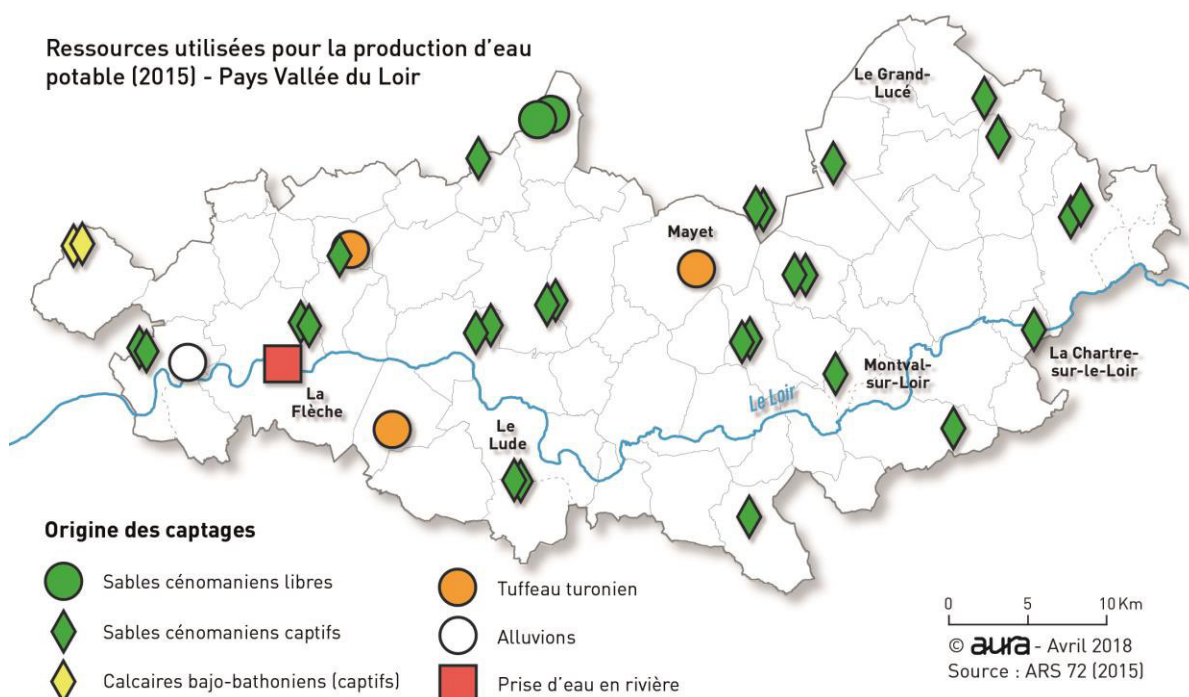 Ressources utilisées pour la production d'eau
potable (2015) - Pays Vallée du Loir
Le Grand-
Lucé
Mayet
La Chartre-
sur-le-Loir
Montval-
sur-Loir
Le Loir
La
Flèche
Le
Lude
Origine des captages
Sables cénomaniens libres
Sables cénomaniens captifs
Calcaires bajo-bathoniens (captifs)
Tuffeau turonien
Alluvions
Prise d'eau en rivière
0 5 10 Km
© aura - Avril 2018
Source : ARS 72 (2015)